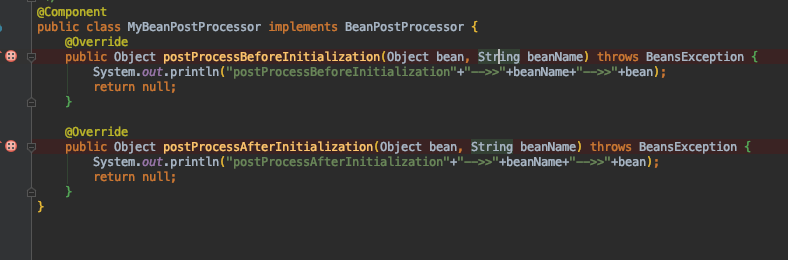 @Component
public class MyBeanPostProcessor implements BeanPostProcessor {
@Override
public Object postProcessBeforeInitialization(Object bean, String beanName) throws BeansException {
System.out.println("postProcessBeforeInitialization"+"-->>"+beanName+"-->>"+bean);
return null;
}
@Override
public Object postProcessAfterInitialization(Object bean, String beanName) throws BeansException {
System.out.println("postProcessAfterInitialization"+"-->>"+beanName+"-->>"+bean);
return null;
}
}